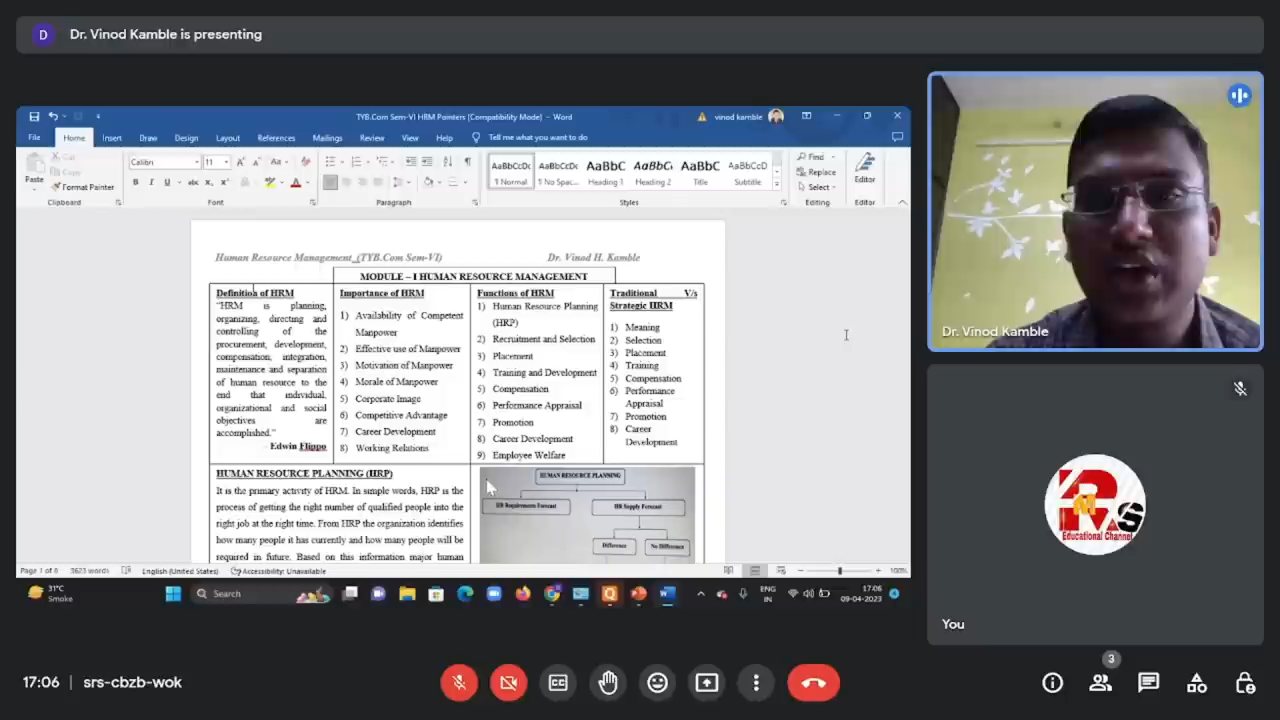 D Dr. Vinod Kamble is presenting
TYB.Com Sem-VI HRM Pointers [Compatibility Mode] - Word
vinod kamble
File Home Insert Draw Design Layout References Mailings Review View Help Tell me what you want to do
Paste
Cut
Copy
Format Painter
Clipboard
Calibri 11
Font
Paragraph
AaBbCcDc AaBbCcDc AaBbC AaBbC AaBbC AaBbCcD
1 Normal 1 No Spac... Heading 1 Heading 2 Title Subtitle
Styles
Find
Replace
Select
Editing
Editor
Editor
Human Resource Management_(TYB.Com Sem-VI) Dr. Vinod H. Kamble
MODULE – I HUMAN RESOURCE MANAGEMENT
Definition of HRM
“HRM is planning,
organizing, directing and
controlling of the
procurement, development,
compensation, integration,
maintenance and separation
of human resource to the
end that individual,
organizational and social
objectives are
accomplished.”
Edwin Flippo
Importance of HRM
1) Availability of Competent
Manpower
2) Effective use of Manpower
3) Motivation of Manpower
4) Morale of Manpower
5) Corporate Image
6) Competitive Advantage
7) Career Development
8) Working Relations
Functions of HRM
1) Human Resource Planning
(HRP)
2) Recruitment and Selection
3) Placement
4) Training and Development
5) Compensation
6) Performance Appraisal
7) Promotion
8) Career Development
9) Employee Welfare
Traditional V/s
Strategic HRM
1) Meaning
2) Selection
3) Placement
4) Training
5) Compensation
6) Performance
Appraisal
7) Promotion
8) Career
Development
HUMAN RESOURCE PLANNING (HRP)
It is the primary activity of HRM. In simple words, HRP is the
process of getting the right number of qualified people into the
right job at the right time. From HRP the organization identifies
how many people it has currently and how many people will be
required in future. Based on this information major human
HUMAN RESOURCE PLANNING
HR Requirements Forecast HR Supply Forecast
Difference No Difference
Page 1 of 8 3623 words English (United States) Accessibility: Unavailable 100%
31°C
Smoke
Search
ENG
IN
17:06
09-04-2023
Dr. Vinod Kamble
RMs
Educational Channel
You
17:06 | srs-cbzb-wok
3